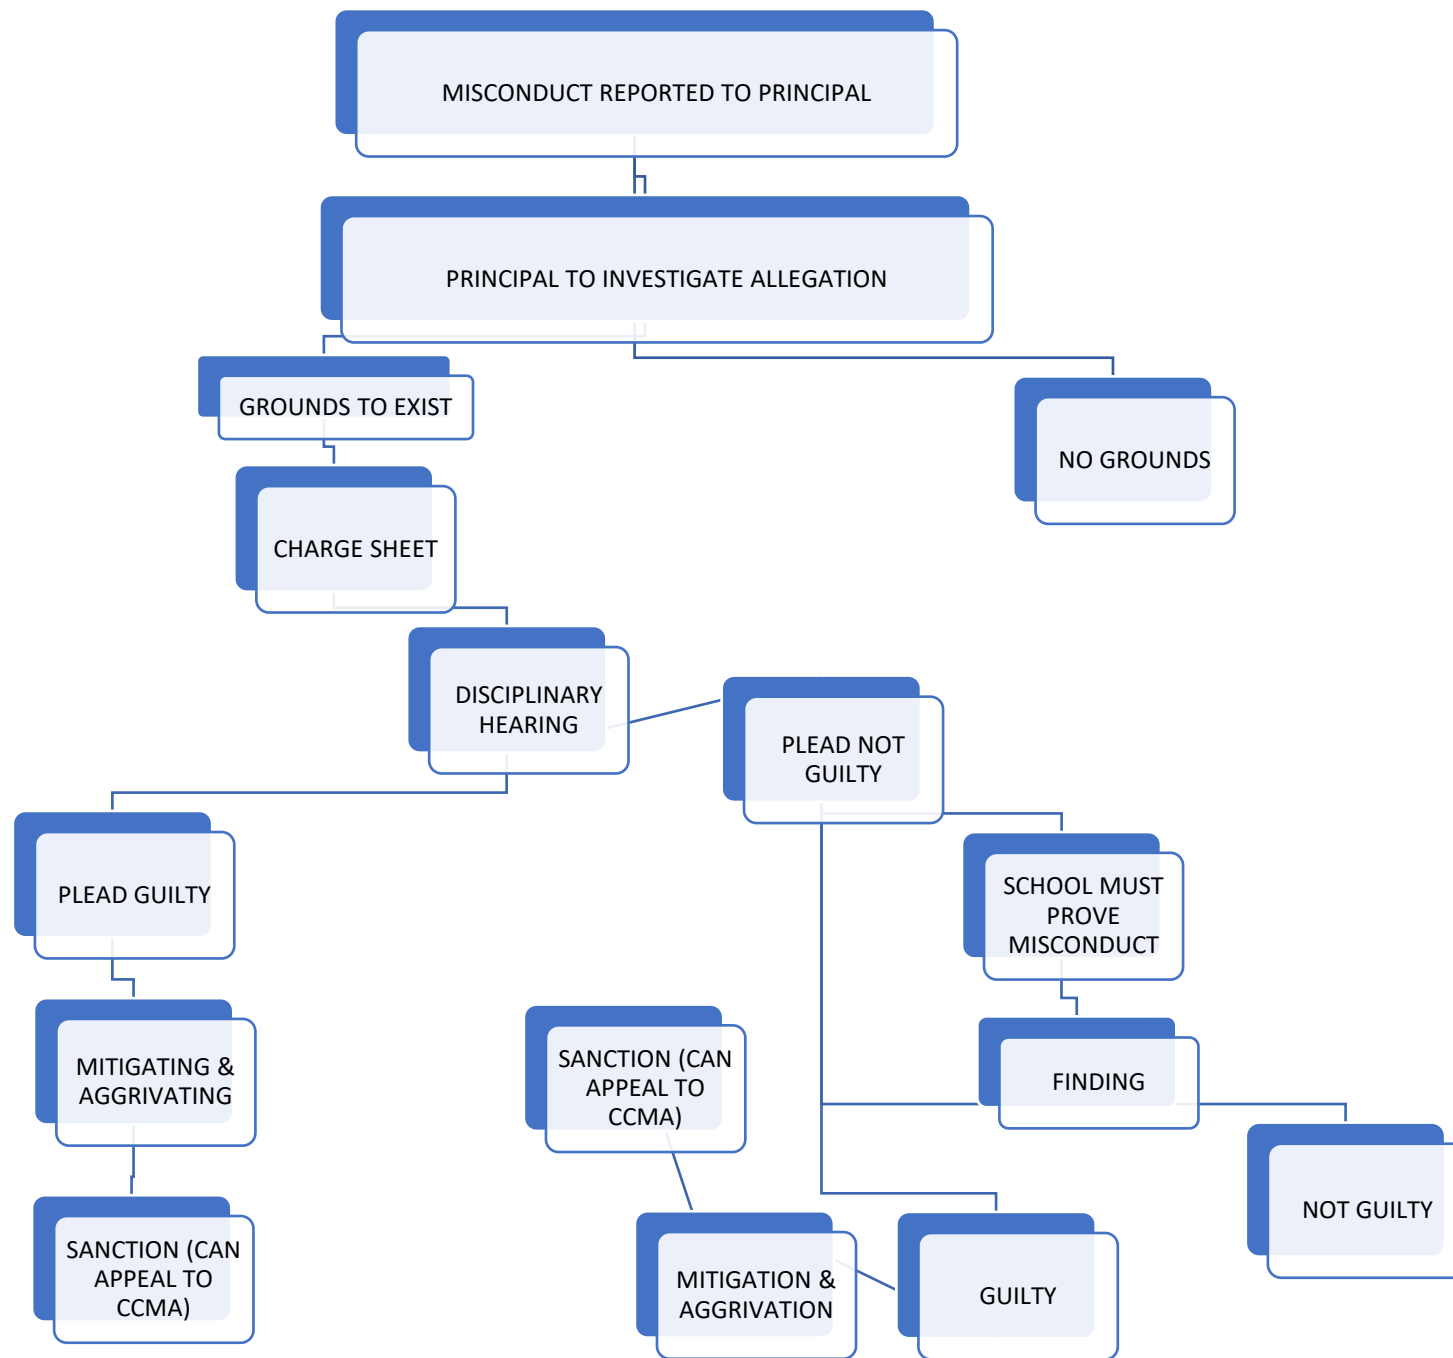 MISCONDUCT REPORTED TO PRINCIPAL
PRINCIPAL TO INVESTIGATE ALLEGATION
GROUNDS TO EXIST
NO GROUNDS
CHARGE SHEET
DISCIPLINARY
HEARING
PLEAD NOT
GUILTY
PLEAD GUILTY
SCHOOL MUST
PROVE
MISCONDUCT
MITIGATING &
AGGRIVATING
SANCTION (CAN
APPEAL TO
CCMA)
FINDING
NOT GUILTY
SANCTION (CAN
APPEAL TO
CCMA)
MITIGATION &
AGGRIVATION
GUILTY